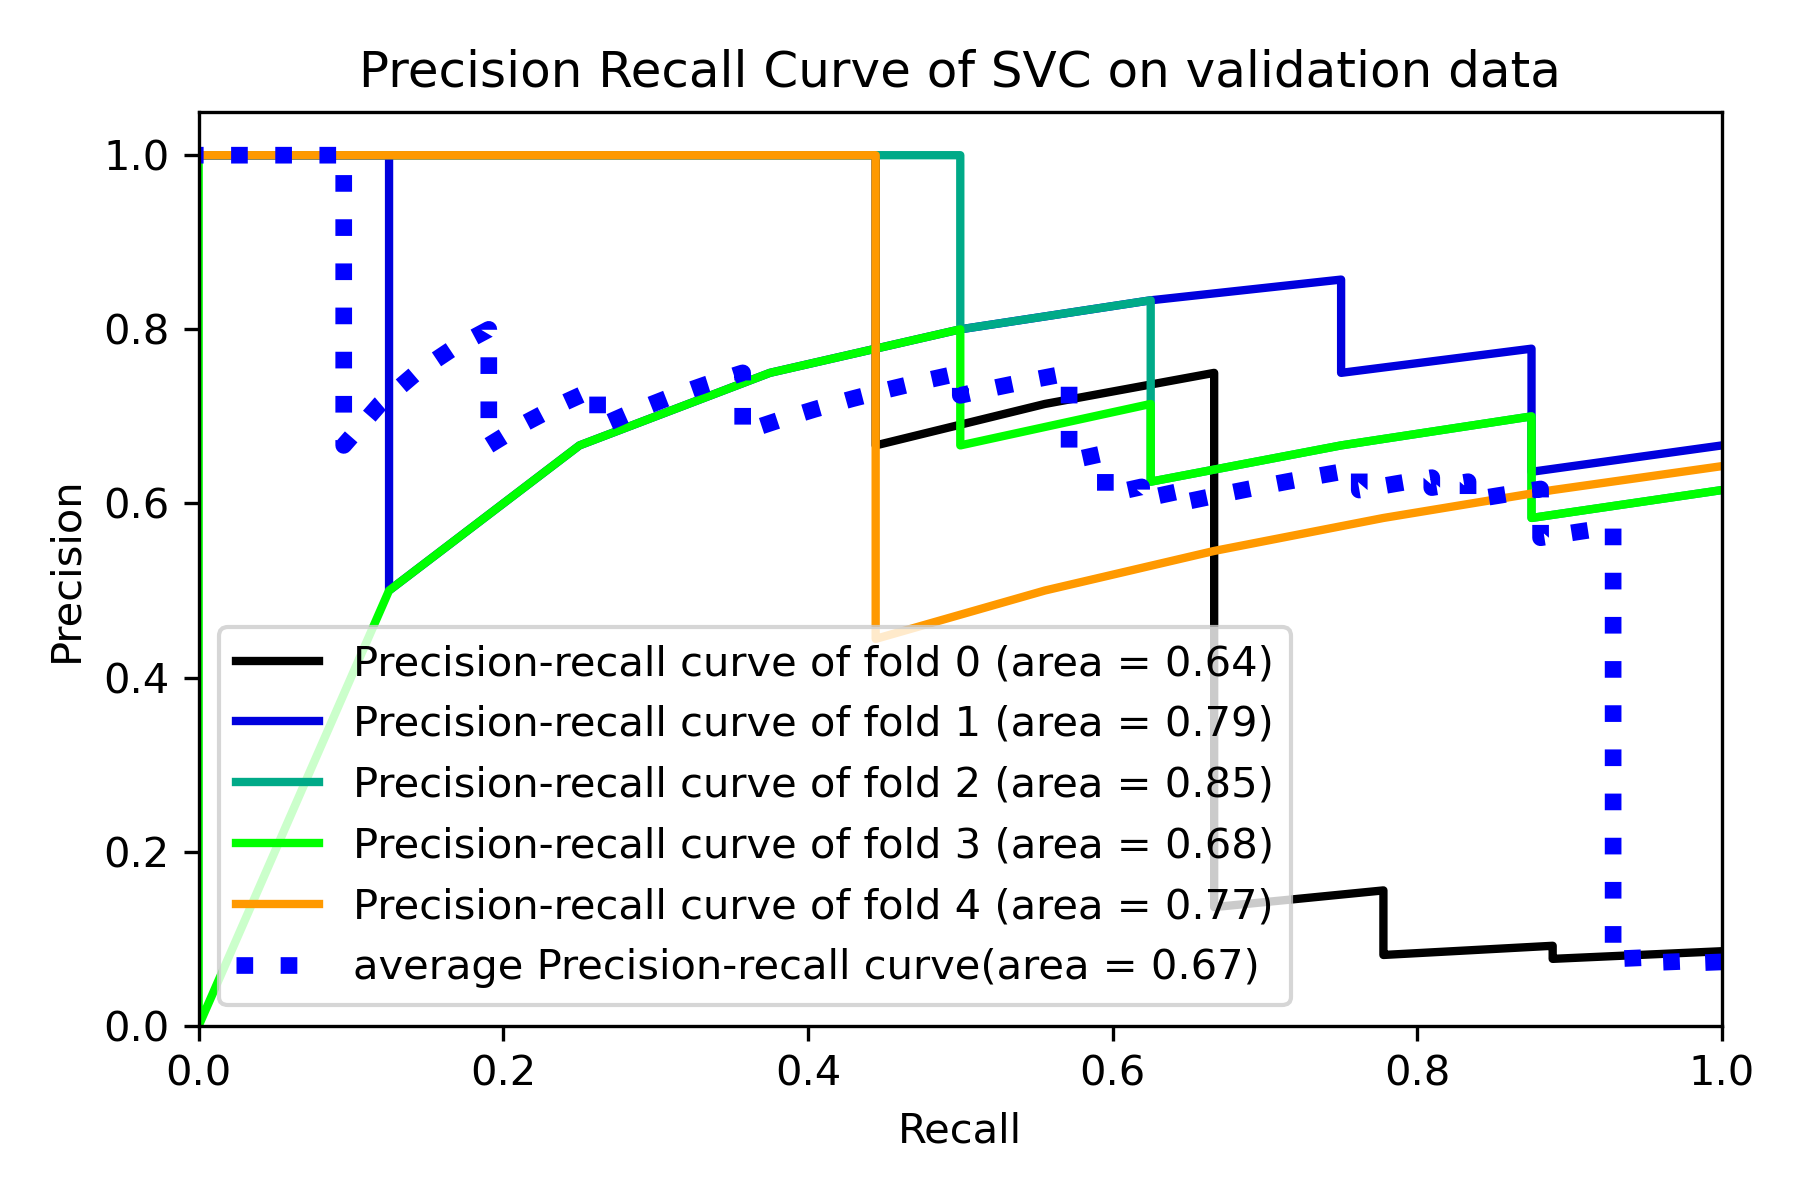 Precision Recall Curve of SVC on validation data
1.0
0.8
0.6
0.4
0.2
0.0
Precision
Precision-recall curve of fold 0 (area = 0.64)
Precision-recall curve of fold 1 (area = 0.79)
Precision-recall curve of fold 2 (area = 0.85)
Precision-recall curve of fold 3 (area = 0.68)
Precision-recall curve of fold 4 (area = 0.77)
average Precision-recall curve(area = 0.67)
0.0 0.2 0.4 0.6 0.8 1.0
Recall